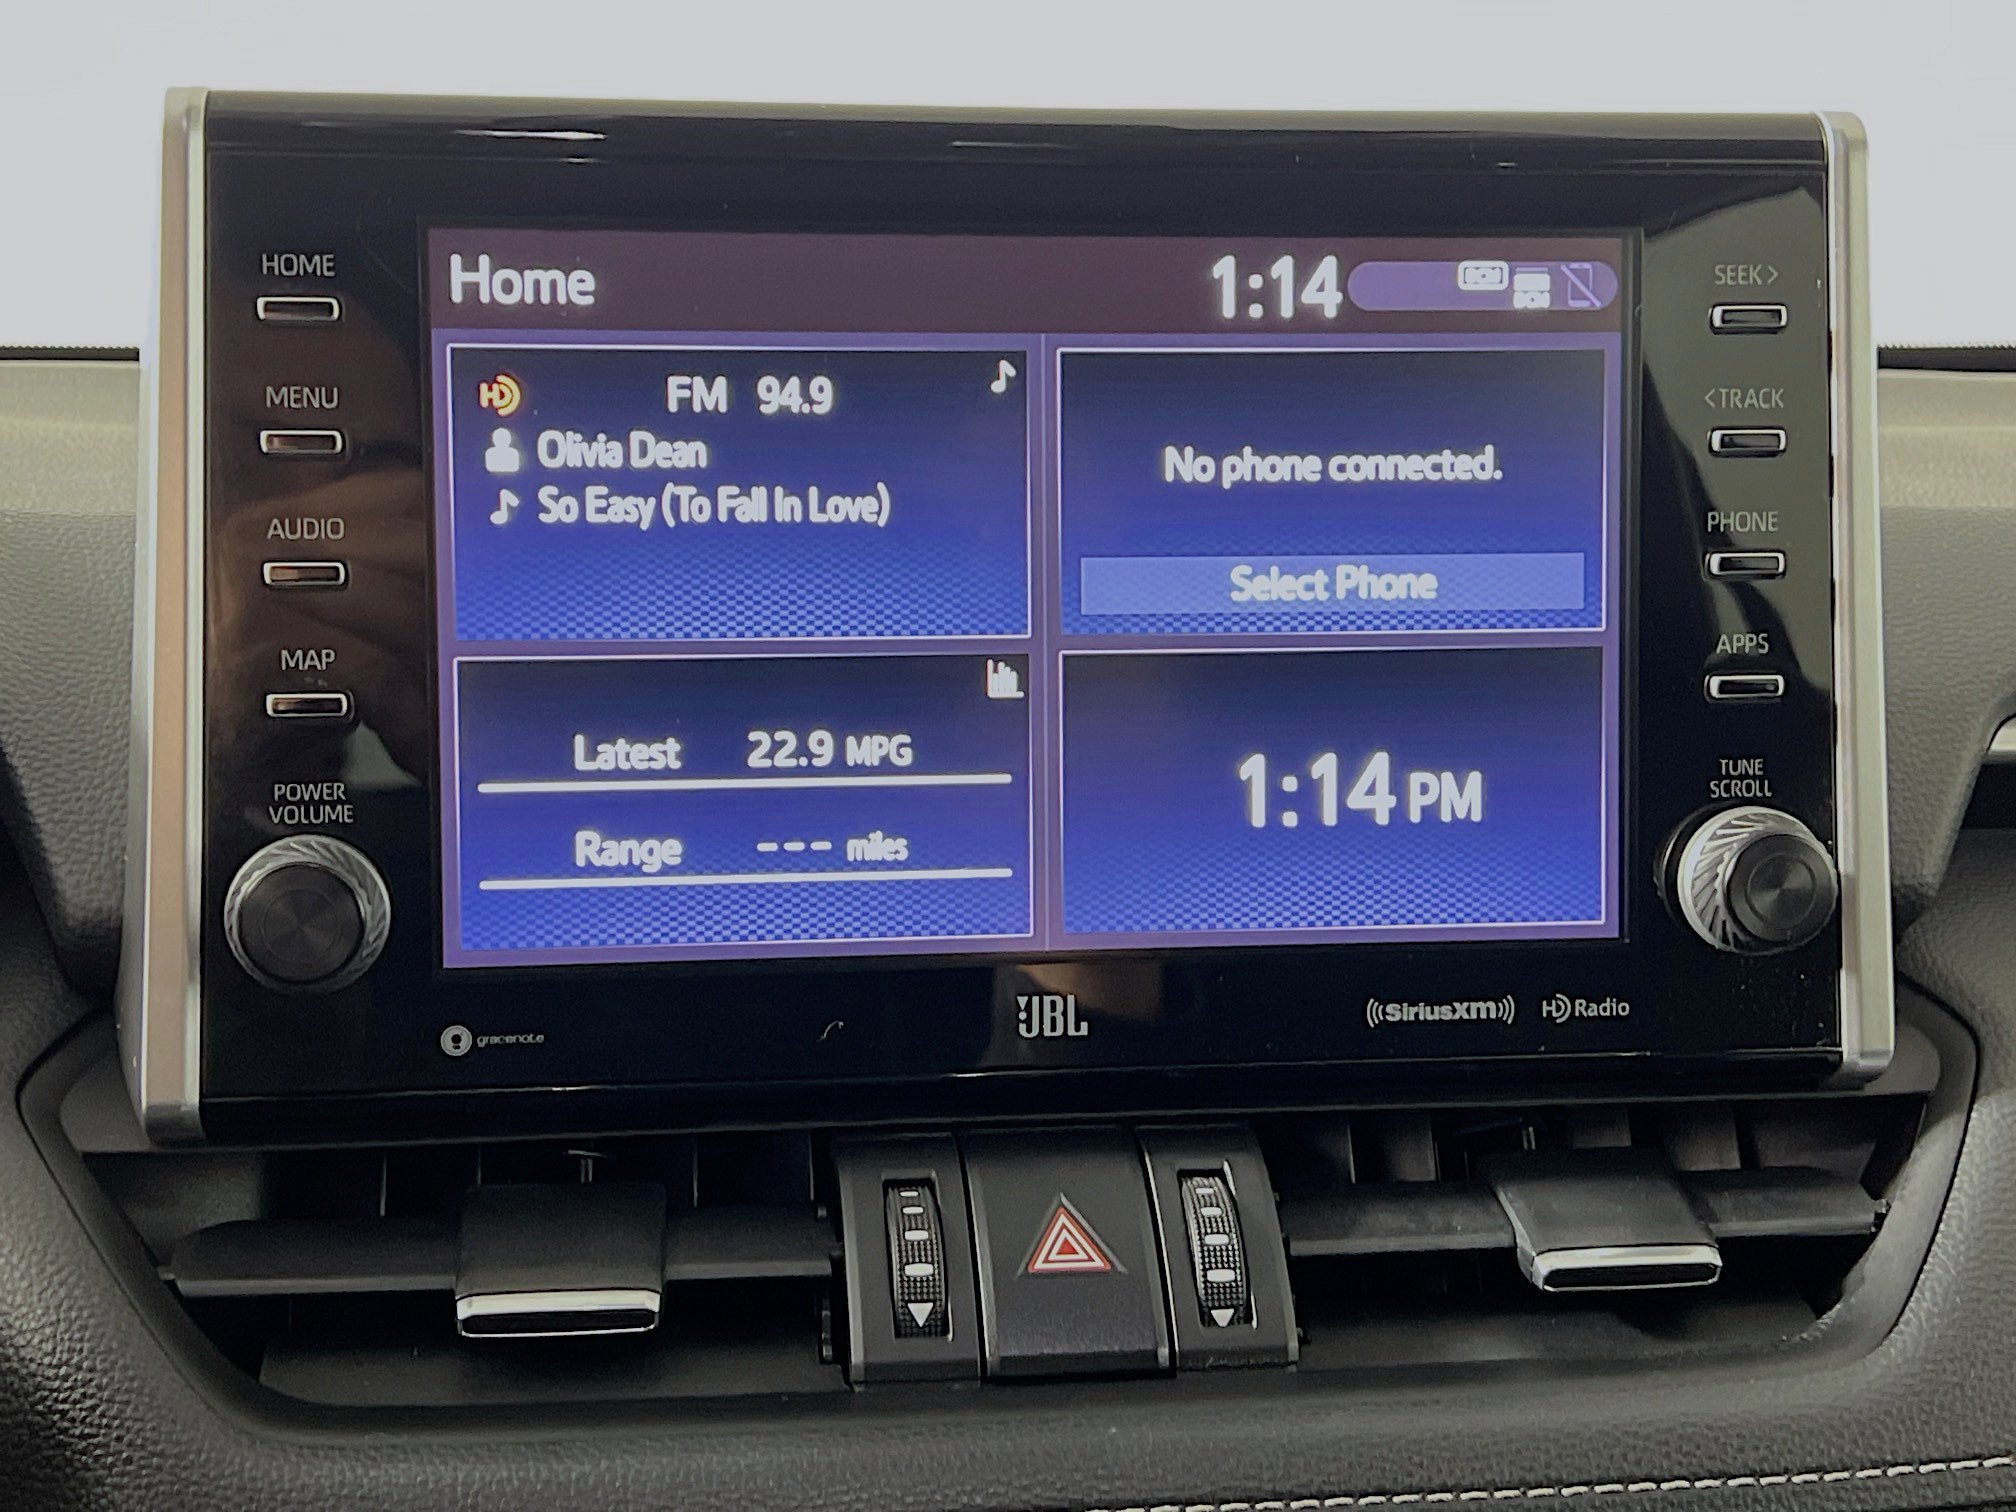 HOME
MENU
AUDIO
MAP
POWER
VOLUME
Home
1:14
DCM
DCM
FM 94.9
Olivia Dean
So Easy (To Fall In Love)
No phone connected.
Select Phone
Latest 22.9 MPG
Range --- miles
1:14 PM
SEEK>
<TRACK
PHONE
APPS
TUNE
SCROLL
gracenote
JBL
SiriusXM
HD Radio